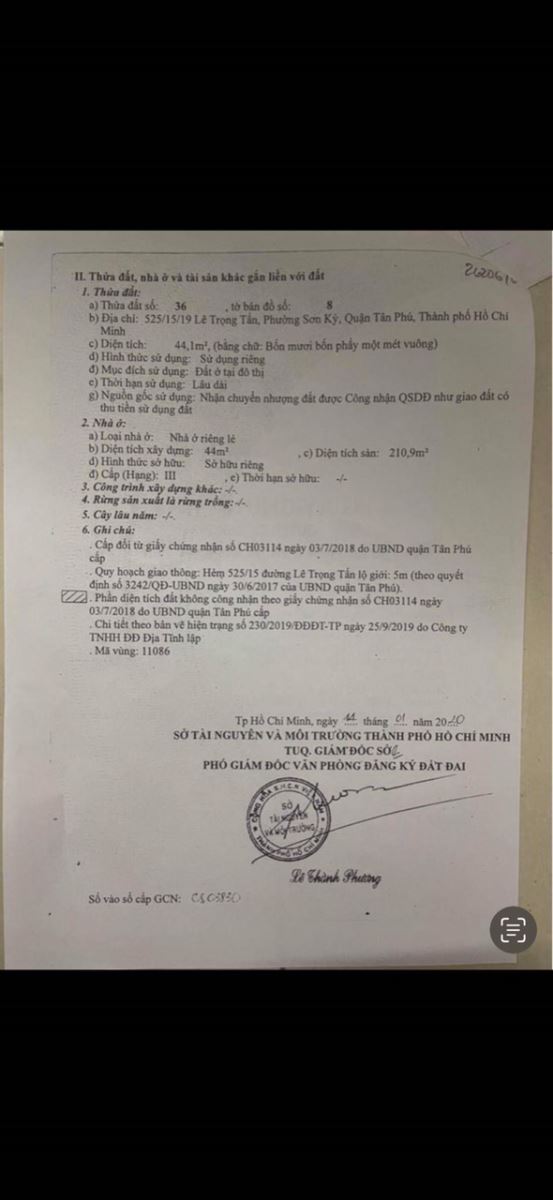 262061
II. Thửa đất, nhà ở và tài sản khác gắn liền với đất
1. Thửa đất:
a) Thửa đất số: 36 , tờ bản đồ số: 8
b) Địa chỉ: 525/15/19 Lê Trọng Tấn, Phường Sơn Kỳ, Quận Tân Phú, Thành phố Hồ Chí
Minh
c) Diện tích: 44,1m², (bằng chữ: Bốn mươi bốn phẩy một mét vuông)
d) Hình thức sử dụng: Sử dụng riêng
đ) Mục đích sử dụng: Đất ở tại đô thị
e) Thời hạn sử dụng: Lâu dài
g) Nguồn gốc sử dụng: Nhận chuyển nhượng đất được Công nhận QSDĐ như giao đất có
thu tiền sử dụng đất
2. Nhà ở:
a) Loại nhà ở: Nhà ở riêng lẻ
b) Diện tích xây dựng: 44m² , c) Diện tích sàn: 210,9m²
d) Hình thức sở hữu: Sở hữu riêng
đ) Cấp (Hạng): III , e) Thời hạn sở hữu: -/-
3. Công trình xây dựng khác: -/-
4. Rừng sản xuất là rừng trồng: -/-
5. Cây lâu năm: -/-
6. Ghi chú:
. Cấp đổi từ giấy chứng nhận số CH03114 ngày 03/7/2018 do UBND quận Tân Phú
cấp
. Quy hoạch giao thông: Hẻm 525/15 đường Lê Trọng Tấn lộ giới: 5m (theo quyết
định số 3242/QĐ-UBND ngày 30/6/2017 của UBND quận Tân Phú).
. Phần diện tích đất không công nhận theo giấy chứng nhận số CH03114 ngày
03/7/2018 do UBND quận Tân Phú cấp
. Chi tiết theo bản vẽ hiện trạng số 230/2019/ĐĐĐT-TP ngày 25/9/2019 do Công ty
TNHH ĐĐ Địa Tĩnh lập
. Mã vùng: 11086
Tp Hồ Chí Minh, ngày 11 tháng 01 năm 2020
SỞ TÀI NGUYÊN VÀ MÔI TRƯỜNG THÀNH PHỐ HỒ CHÍ MINH
TUQ. GIÁM ĐỐC SỞ
PHÓ GIÁM ĐỐC VĂN PHÒNG ĐĂNG KÝ ĐẤT ĐAI
CỘNG HÒA X.H.C.N VIỆT NAM
SỞ
TÀI NGUYÊN
VÀ MÔI TRƯỜNG
THÀNH PHỐ HỒ CHÍ MINH
Lê Thành Phương
Số vào sổ cấp GCN: CS03830